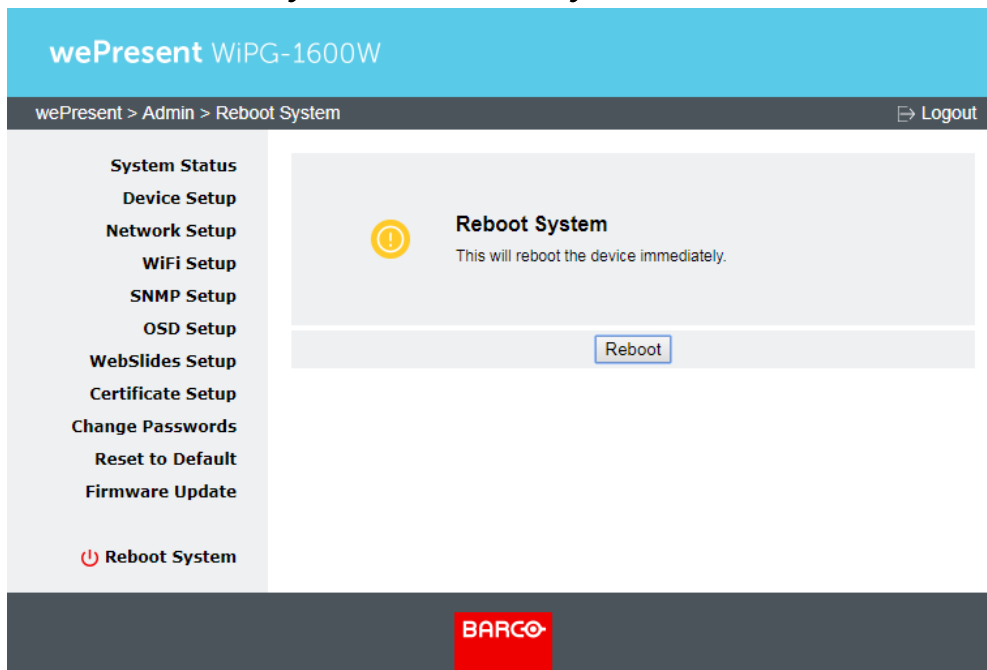 wePresent WiPG-1600W
wePresent > Admin > Reboot System
Logout
System Status
Device Setup
Network Setup
WiFi Setup
SNMP Setup
OSD Setup
WebSlides Setup
Certificate Setup
Change Passwords
Reset to Default
Firmware Update
Reboot System
Reboot System
This will reboot the device immediately.
Reboot
BARCO